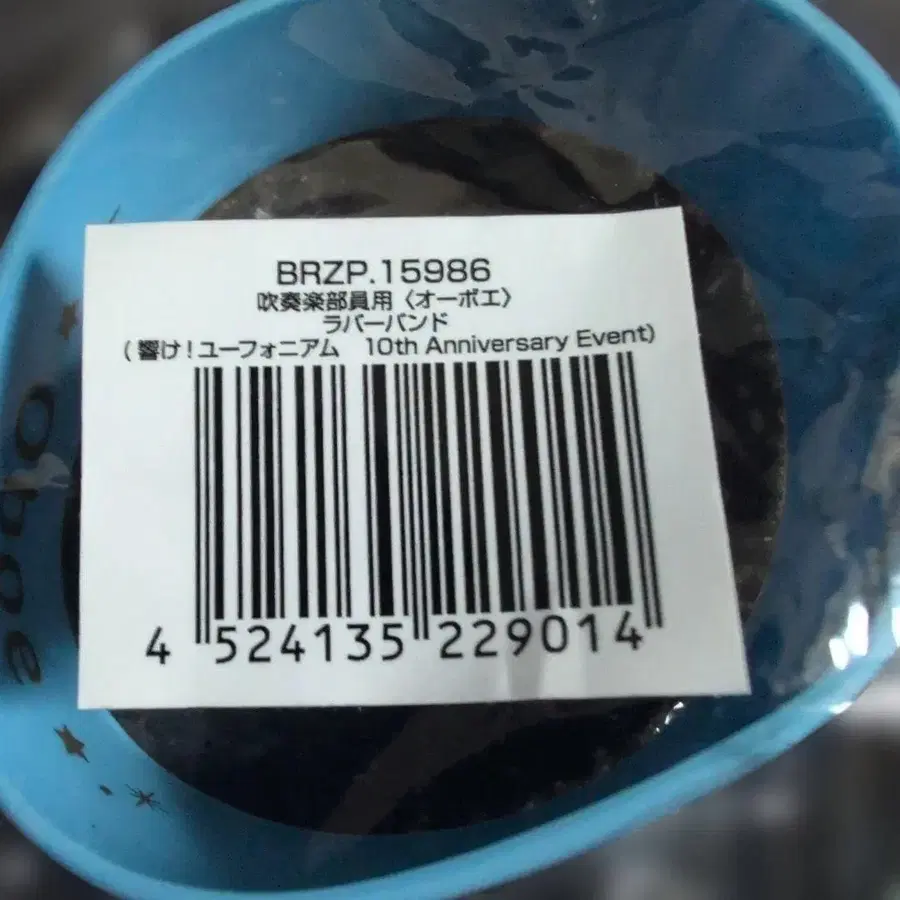 BRZP.15986
吹奏楽部員用〈オーボエ〉
ラバーバンド
(響け!ユーフォニアム 10th Anniversary Event)
4 524135 229014
Oboe